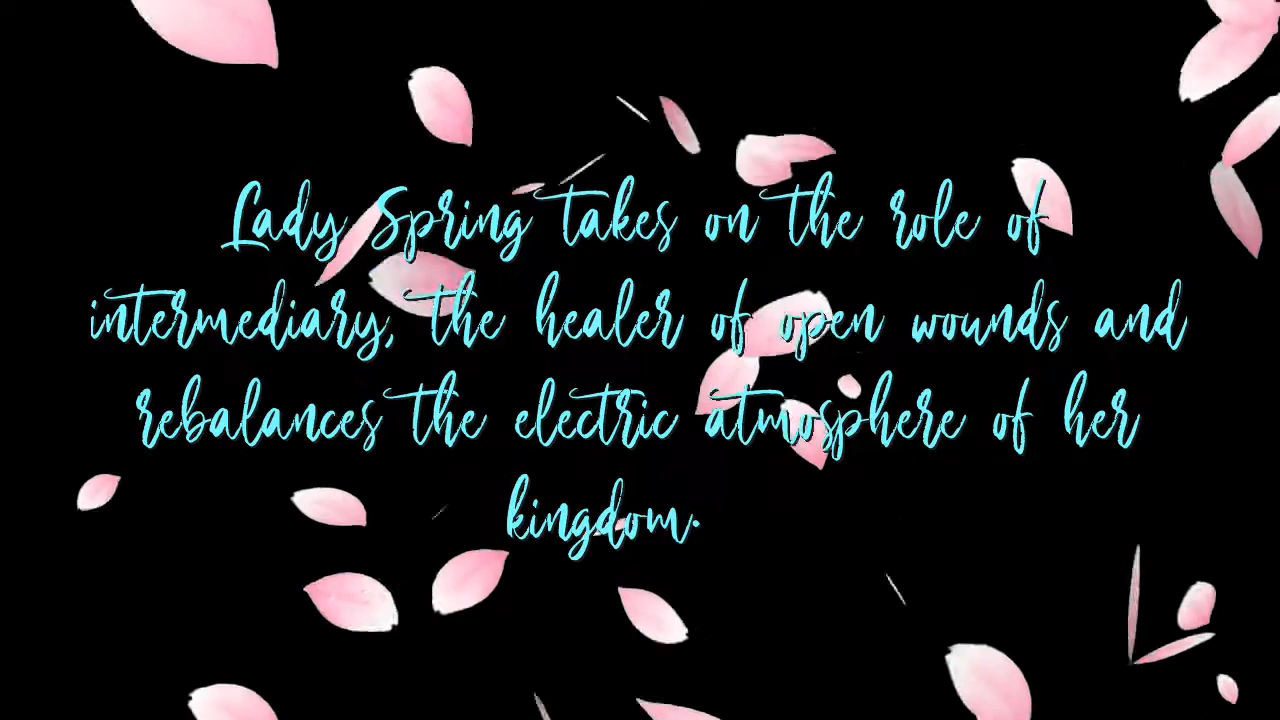 Lady Spring takes on the role of
intermediary, the healer of open wounds and
rebalances the electric atmosphere of her
kingdom.